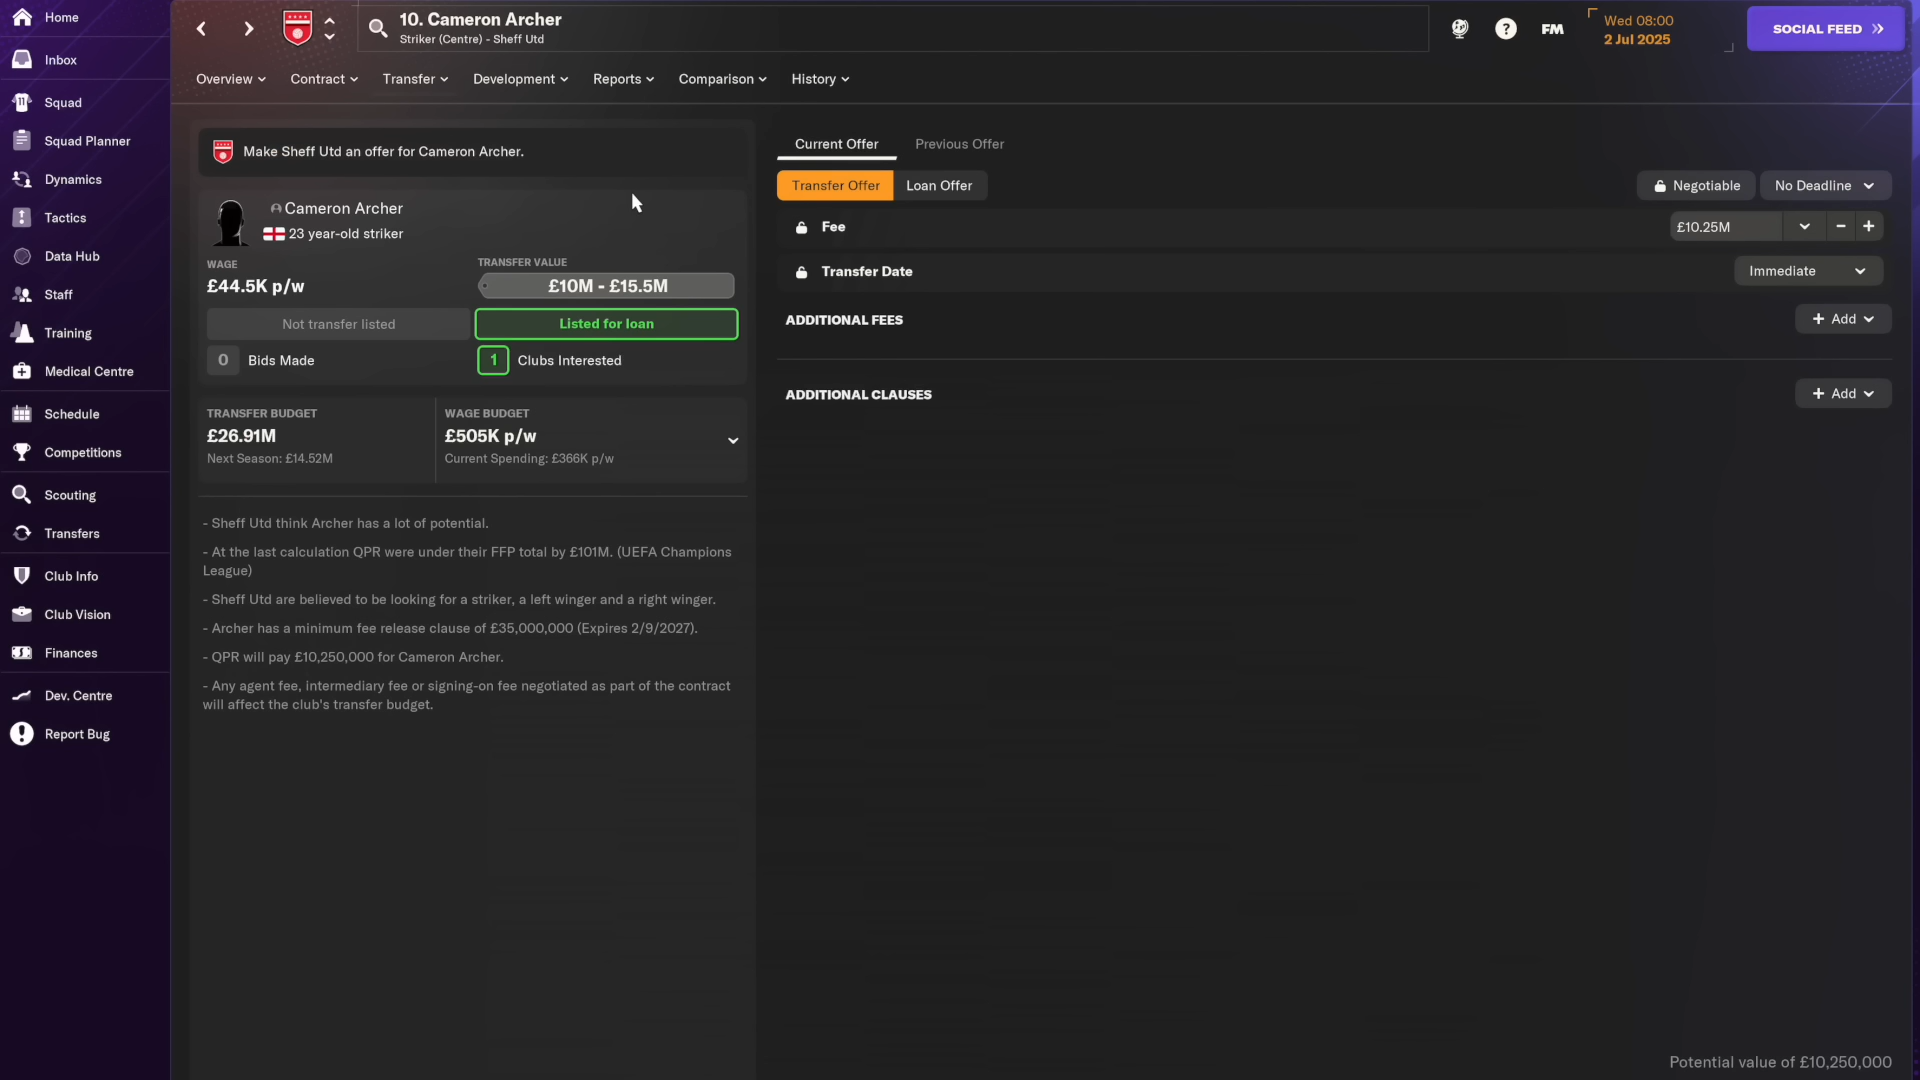 Home
Inbox
Squad
Squad Planner
Dynamics
Tactics
Data Hub
Staff
Training
Medical Centre
Schedule
Competitions
Scouting
Transfers
Club Info
Club Vision
Finances
Dev. Centre
Report Bug
10. Cameron Archer
Striker (Centre) - Sheff Utd
FM
Wed 08:00
2 Jul 2025
SOCIAL FEED
Overview Contract Transfer Development Reports Comparison History
Make Sheff Utd an offer for Cameron Archer.
Cameron Archer
23 year-old striker
WAGE
£44.5K p/w
TRANSFER VALUE
£10M - £15.5M
Not transfer listed
Listed for loan
0 Bids Made
1 Clubs Interested
TRANSFER BUDGET
£26.91M
Next Season: £14.52M
WAGE BUDGET
£505K p/w
Current Spending: £366K p/w
- Sheff Utd think Archer has a lot of potential.
- At the last calculation QPR were under their FFP total by £101M. (UEFA Champions
League)
- Sheff Utd are believed to be looking for a striker, a left winger and a right winger.
- Archer has a minimum fee release clause of £35,000,000 (Expires 2/9/2027).
- QPR will pay £10,250,000 for Cameron Archer.
- Any agent fee, intermediary fee or signing-on fee negotiated as part of the contract
will affect the club's transfer budget.
Current Offer Previous Offer
Transfer Offer Loan Offer
Negotiable No Deadline
Fee £10.25M - +
Transfer Date Immediate
ADDITIONAL FEES + Add
ADDITIONAL CLAUSES + Add
Potential value of £10,250,000